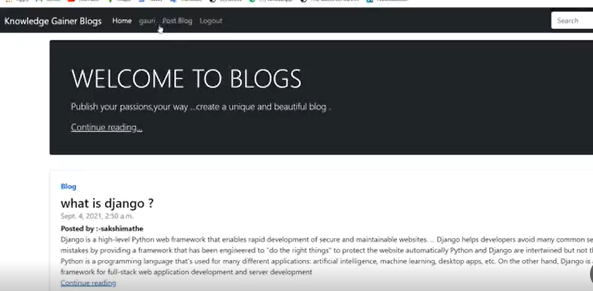 Knowledge Gainer Blogs Home gauri Post Blog Logout Search
WELCOME TO BLOGS
Publish your passions,your way ...create a unique and beautiful blog .
Continue reading...
Blog
what is django ?
Sept. 4, 2021, 2:50 a.m.
Posted by :-sakshimathe
Django is a high-level Python web framework that enables rapid development of secure and maintainable websites. .. Django helps developers avoid many common se
mistakes by providing a framework that has been engineered to "do the right things" to protect the website automatically Python and Django are intertained but not th
Python is a programming language that's used for many different applications: artificial intelligence, machine learning, desktop apps, etc. On the other hand, Django is a
framework for full-stack web application development and server development
Continue reading